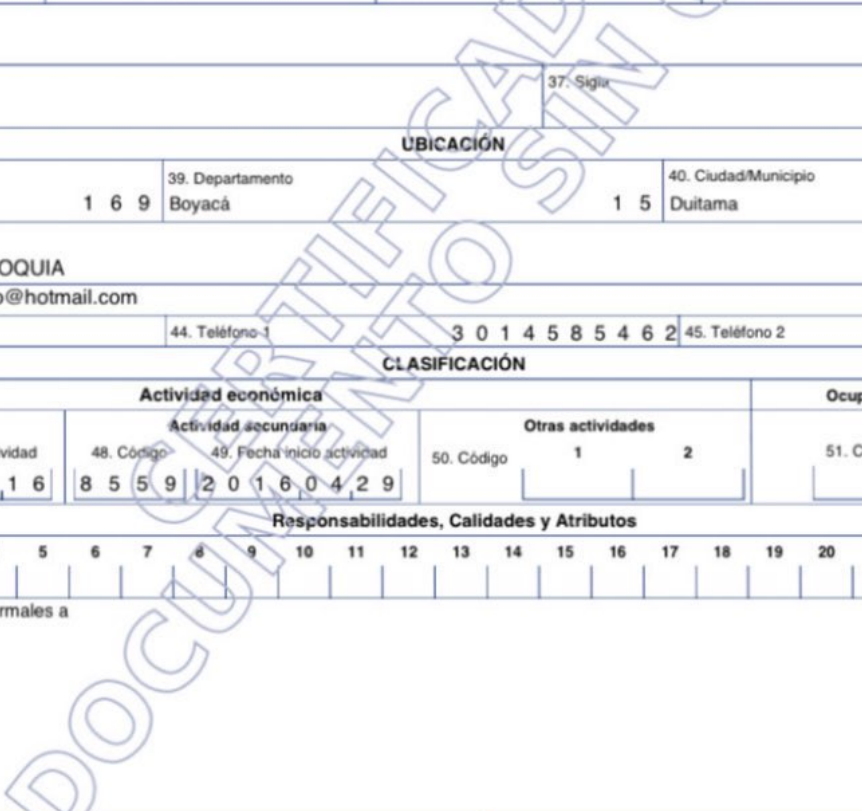 37. Sigla
UBICACIÓN
39. Departamento
40. Ciudad/Municipio
1 6 9 Boyacá
1 5 Duitama
OQUIA
o@hotmail.com
44. Teléfono 1 3 0 1 4 5 8 5 4 6 2 45. Teléfono 2
CLASIFICACIÓN
Actividad económica Ocup
Actividad secundaria Otras actividades
vidad 48. Código 49. Fecha inicio actividad 50. Código 1 2 51. C
1 6 8 5 5 9 2 0 1 6 0 4 2 9
Responsabilidades, Calidades y Atributos
5 6 7 8 9 10 11 12 13 14 15 16 17 18 19 20
rmales a
CERTIFICAD
DOCUMENTO SIN